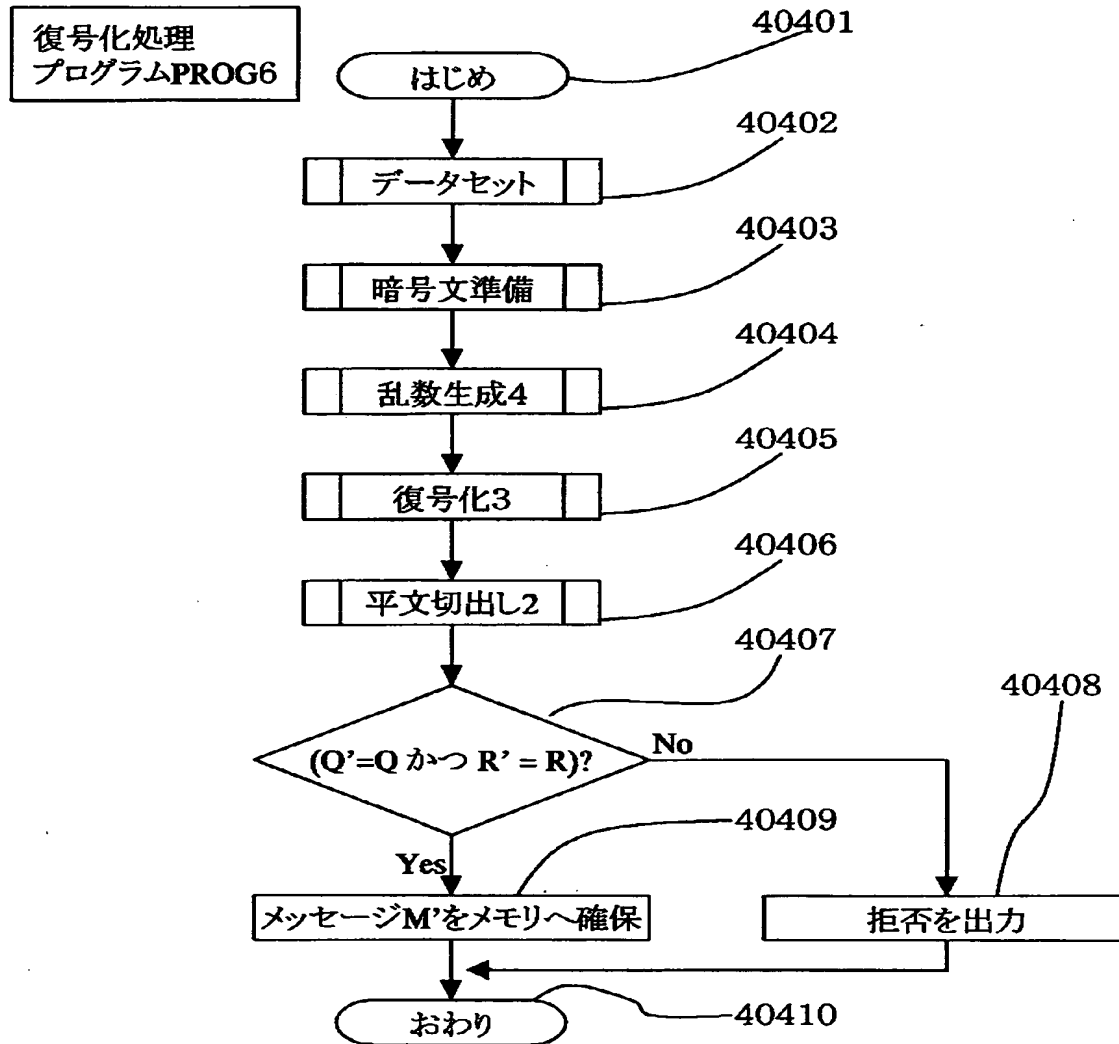 復号化処理
プログラムPROG6
40401
はじめ
40402
データセット
40403
暗号文準備
40404
乱数生成4
40405
復号化3
40406
平文切出し2
40407
(Q'=Q かつ R' = R)?
No
40408
Yes
40409
メッセージM'をメモリへ確保
拒否を出力
おわり
40410